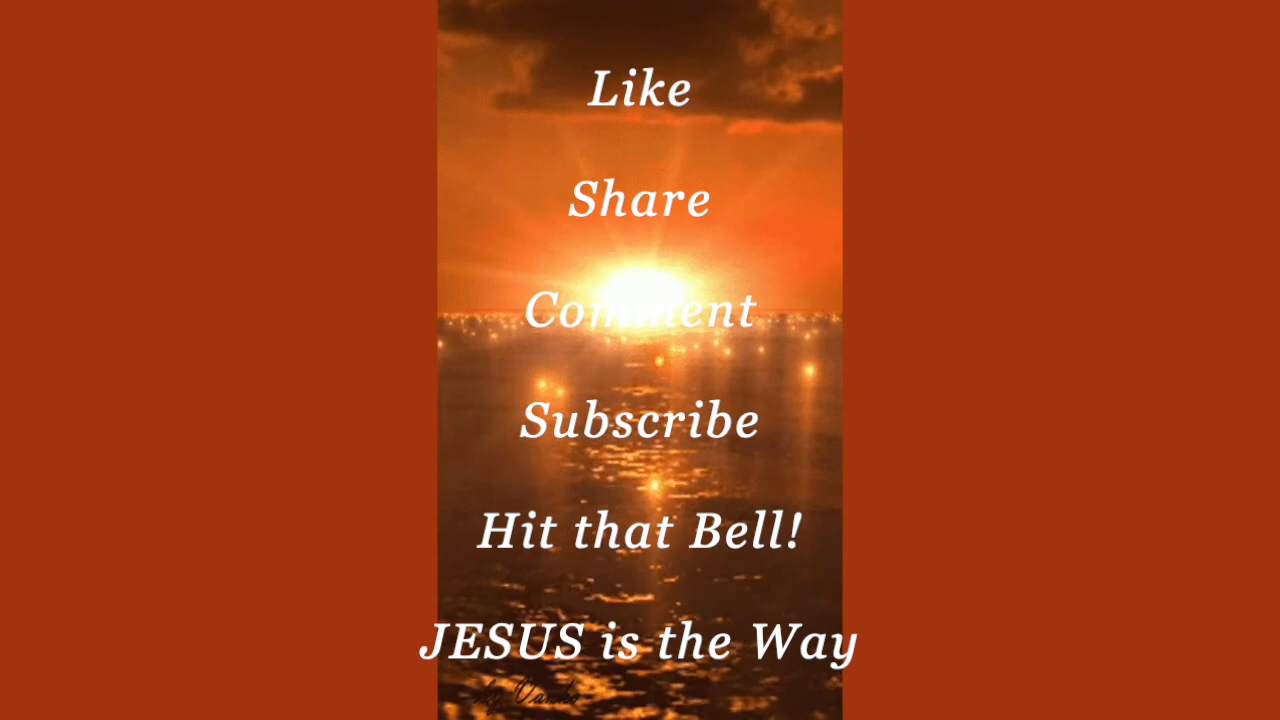 Like
Share
Comment
Subscribe
Hit that Bell!
JESUS is the Way